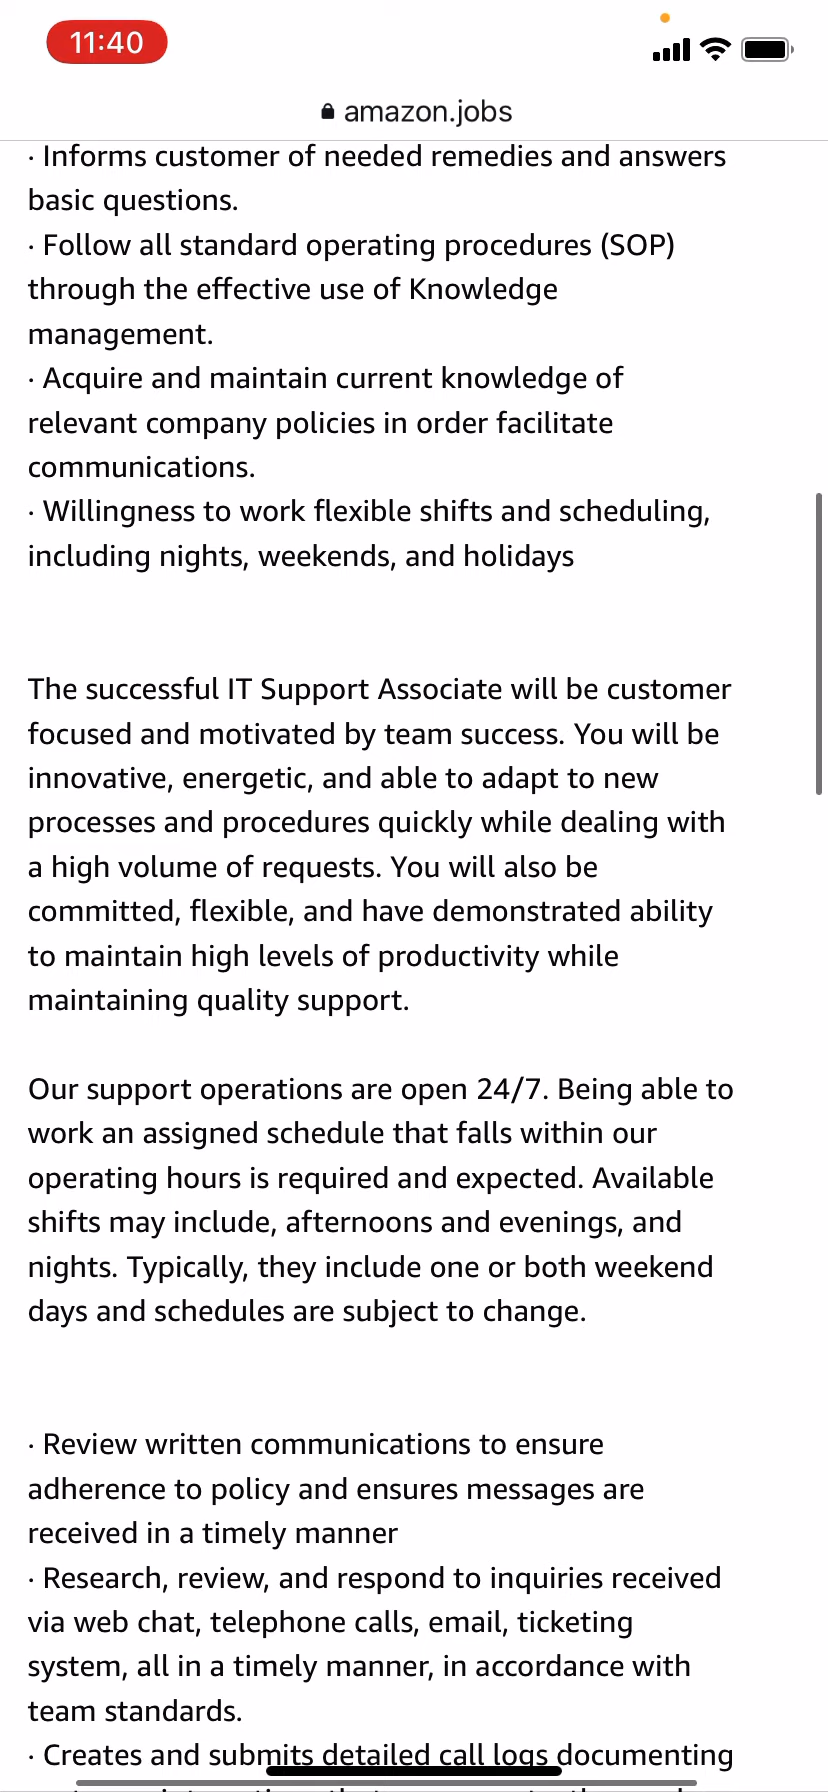 11:40
amazon.jobs
· Informs customer of needed remedies and answers
basic questions.
· Follow all standard operating procedures (SOP)
through the effective use of Knowledge
management.
· Acquire and maintain current knowledge of
relevant company policies in order facilitate
communications.
· Willingness to work flexible shifts and scheduling,
including nights, weekends, and holidays
The successful IT Support Associate will be customer
focused and motivated by team success. You will be
innovative, energetic, and able to adapt to new
processes and procedures quickly while dealing with
a high volume of requests. You will also be
committed, flexible, and have demonstrated ability
to maintain high levels of productivity while
maintaining quality support.
Our support operations are open 24/7. Being able to
work an assigned schedule that falls within our
operating hours is required and expected. Available
shifts may include, afternoons and evenings, and
nights. Typically, they include one or both weekend
days and schedules are subject to change.
· Review written communications to ensure
adherence to policy and ensures messages are
received in a timely manner
· Research, review, and respond to inquiries received
via web chat, telephone calls, email, ticketing
system, all in a timely manner, in accordance with
team standards.
· Creates and submits detailed call logs documenting